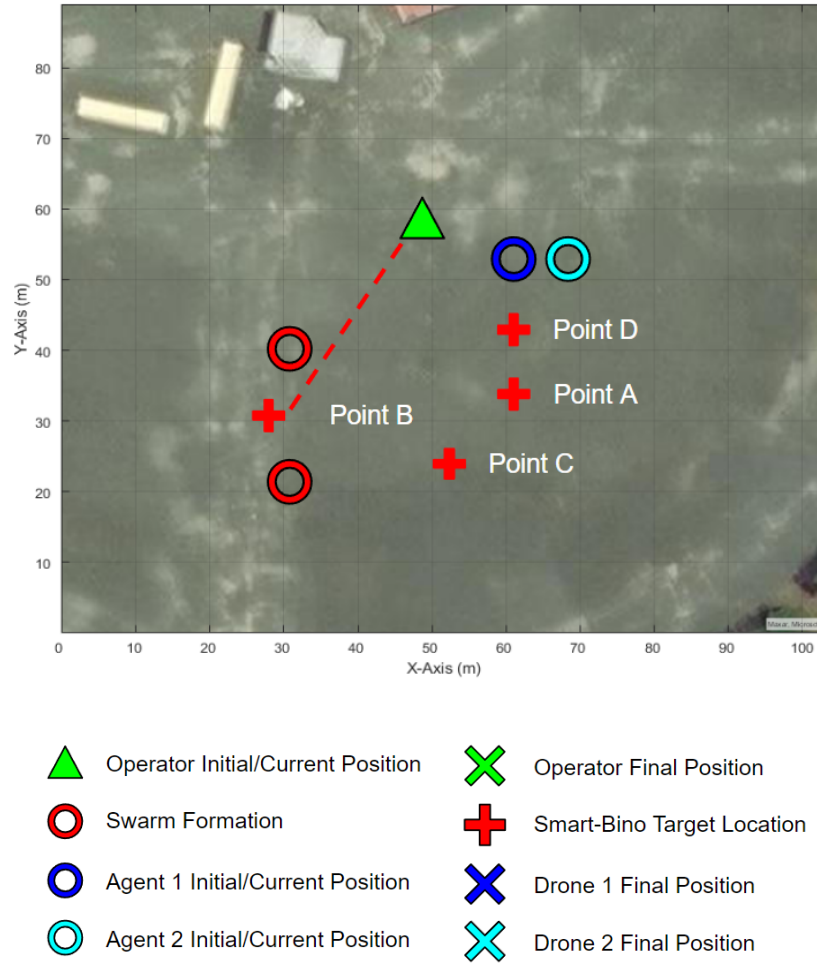 80
70
60
50
40
30
20
10
Y-Axis (m)
Point D
Point A
Point B
Point C
Maxar, Microsoft
0 10 20 30 40 50 60 70 80 90 100
X-Axis (m)
Operator Initial/Current Position
Operator Final Position
Swarm Formation
Smart-Bino Target Location
Agent 1 Initial/Current Position
Drone 1 Final Position
Agent 2 Initial/Current Position
Drone 2 Final Position